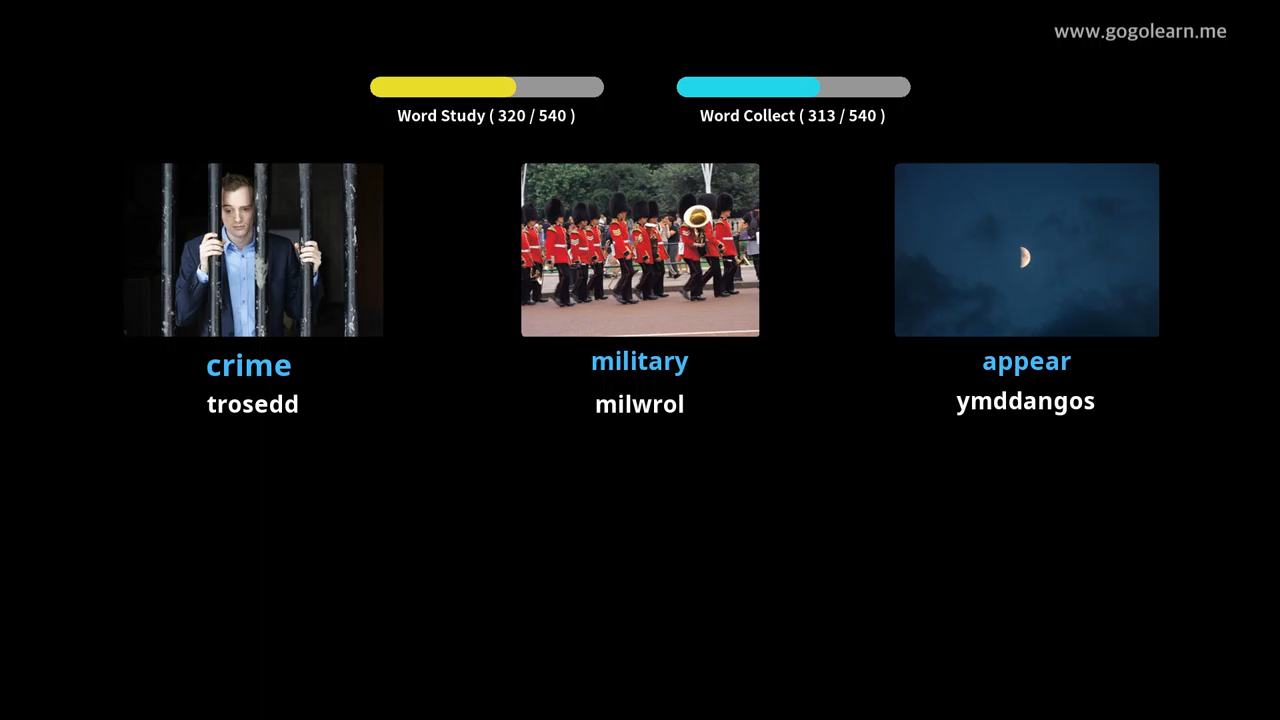 www.gogolearn.me
Word Study ( 320 / 540 )
Word Collect ( 313 / 540 )
crime
trosedd
military
milwrol
appear
ymddangos